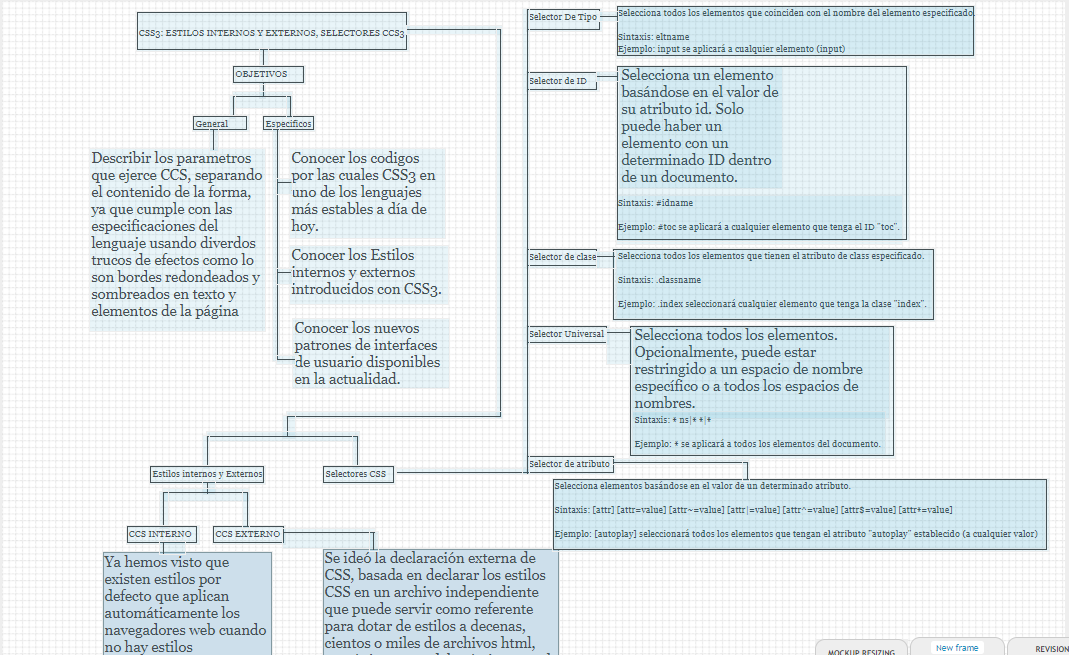 CSS3: ESTILOS INTERNOS Y EXTERNOS, SELECTORES CCS3
OBJETIVOS
General
Especificos
Describir los parametros
que ejerce CCS, separando
el contenido de la forma,
ya que cumple con las
especificaciones del
lenguaje usando diverdos
trucos de efectos como lo
son bordes redondeados y
sombreados en texto y
elementos de la página
Conocer los codigos
por las cuales CSS3 en
uno de los lenguajes
más estables a día de
hoy.
Conocer los Estilos
internos y externos
introducidos con CSS3.
Conocer los nuevos
patrones de interfaces
de usuario disponibles
en la actualidad.
Estilos internos y Externos
Selectores CSS
CCS INTERNO
CCS EXTERNO
Ya hemos visto que
existen estilos por
defecto que aplican
automáticamente los
navegadores web cuando
no hay estilos
Se ideó la declaración externa de
CSS, basada en declarar los estilos
CSS en un archivo independiente
que puede servir como referente
para dotar de estilos a decenas,
cientos o miles de archivos html,
Selector De Tipo
Selecciona todos los elementos que coinciden con el nombre del elemento especificado.
Sintaxis: eltname
Ejemplo: input se aplicará a cualquier elemento (input)
Selector de ID
Selecciona un elemento
basándose en el valor de
su atributo id. Solo
puede haber un
elemento con un
determinado ID dentro
de un documento.
Sintaxis: #idname
Ejemplo: #toc se aplicará a cualquier elemento que tenga el ID "toc".
Selector de clase
Selecciona todos los elementos que tienen el atributo de class especificado.
Sintaxis: .classname
Ejemplo: .index seleccionará cualquier elemento que tenga la clase "index".
Selector Universal
Selecciona todos los elementos.
Opcionalmente, puede estar
restringido a un espacio de nombre
específico o a todos los espacios de
nombres.
Sintaxis: * ns|* *|*
Ejemplo: * se aplicará a todos los elementos del documento.
Selector de atributo
Selecciona elementos basándose en el valor de un determinado atributo.
Sintaxis: [attr] [attr=value] [attr~=value] [attr|=value] [attr^=value] [attr$=value] [attr*=value]
Ejemplo: [autoplay] seleccionará todos los elementos que tengan el atributo "autoplay" establecido (a cualquier valor)
MOCKUP RESIZING
New frame
REVISION